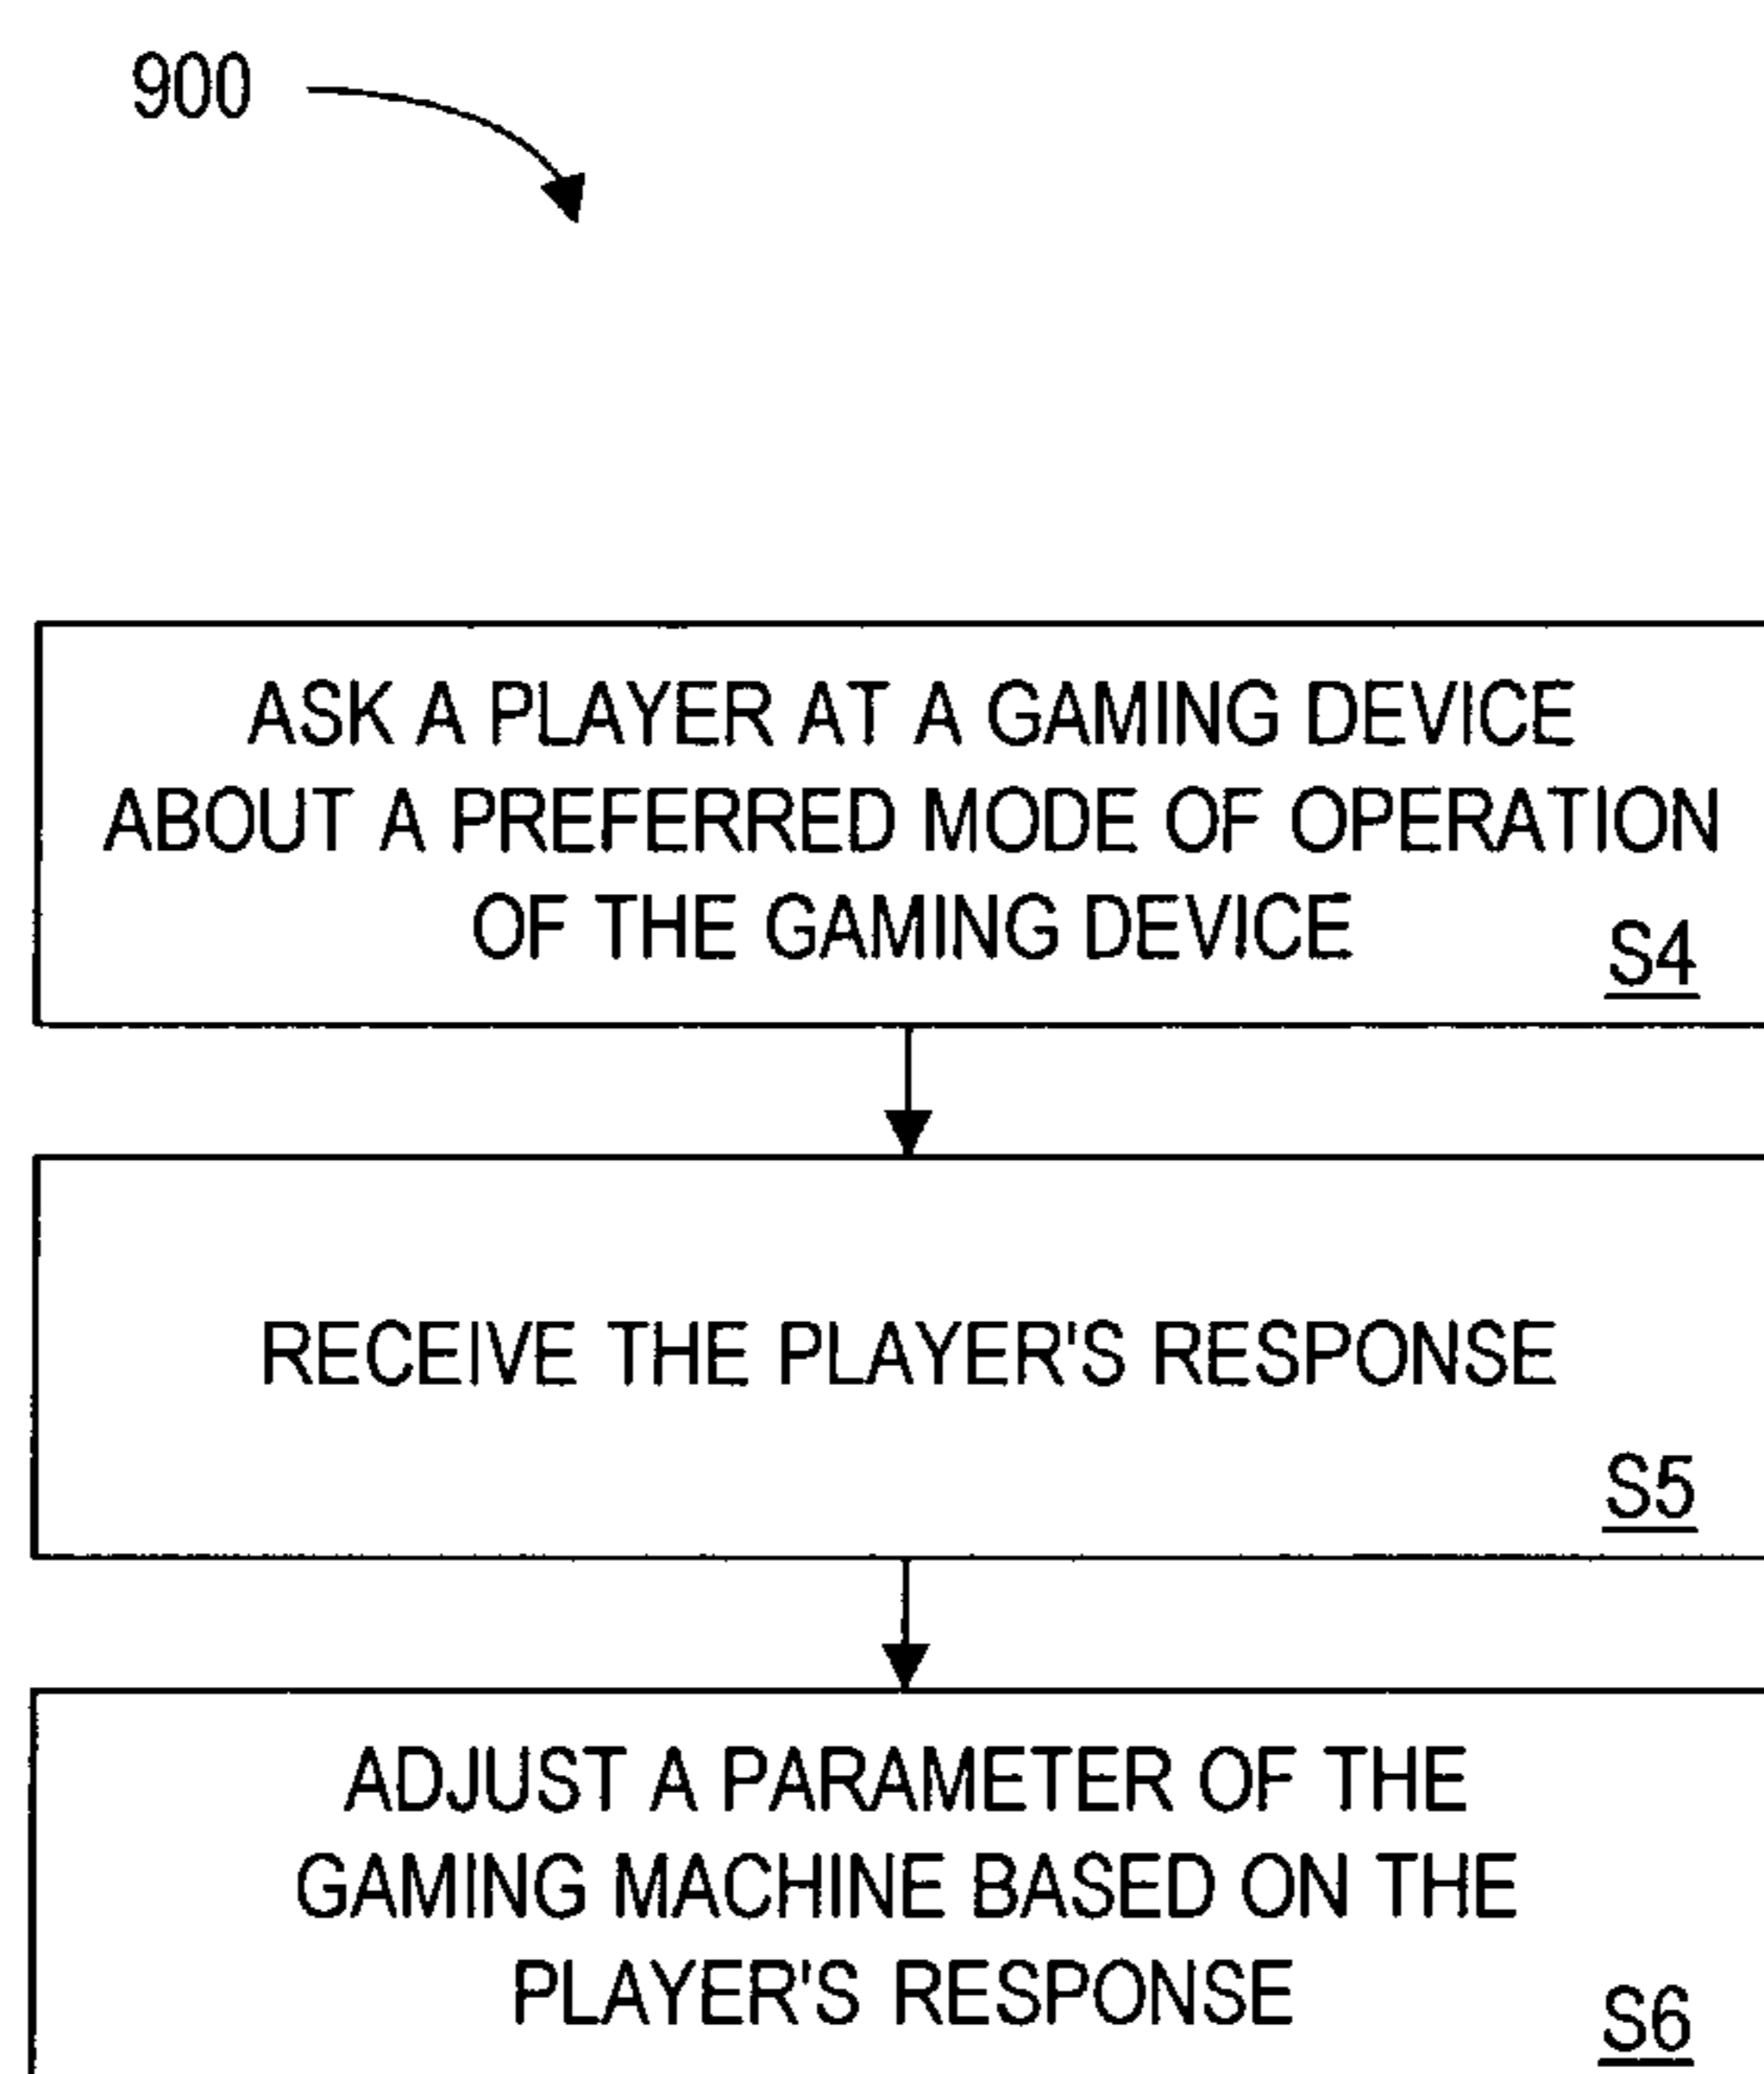 900
ASK A PLAYER AT A GAMING DEVICE
ABOUT A PREFERRED MODE OF OPERATION
OF THE GAMING DEVICE
S4
RECEIVE THE PLAYER'S RESPONSE
S5
ADJUST A PARAMETER OF THE
GAMING MACHINE BASED ON THE
PLAYER'S RESPONSE
S6